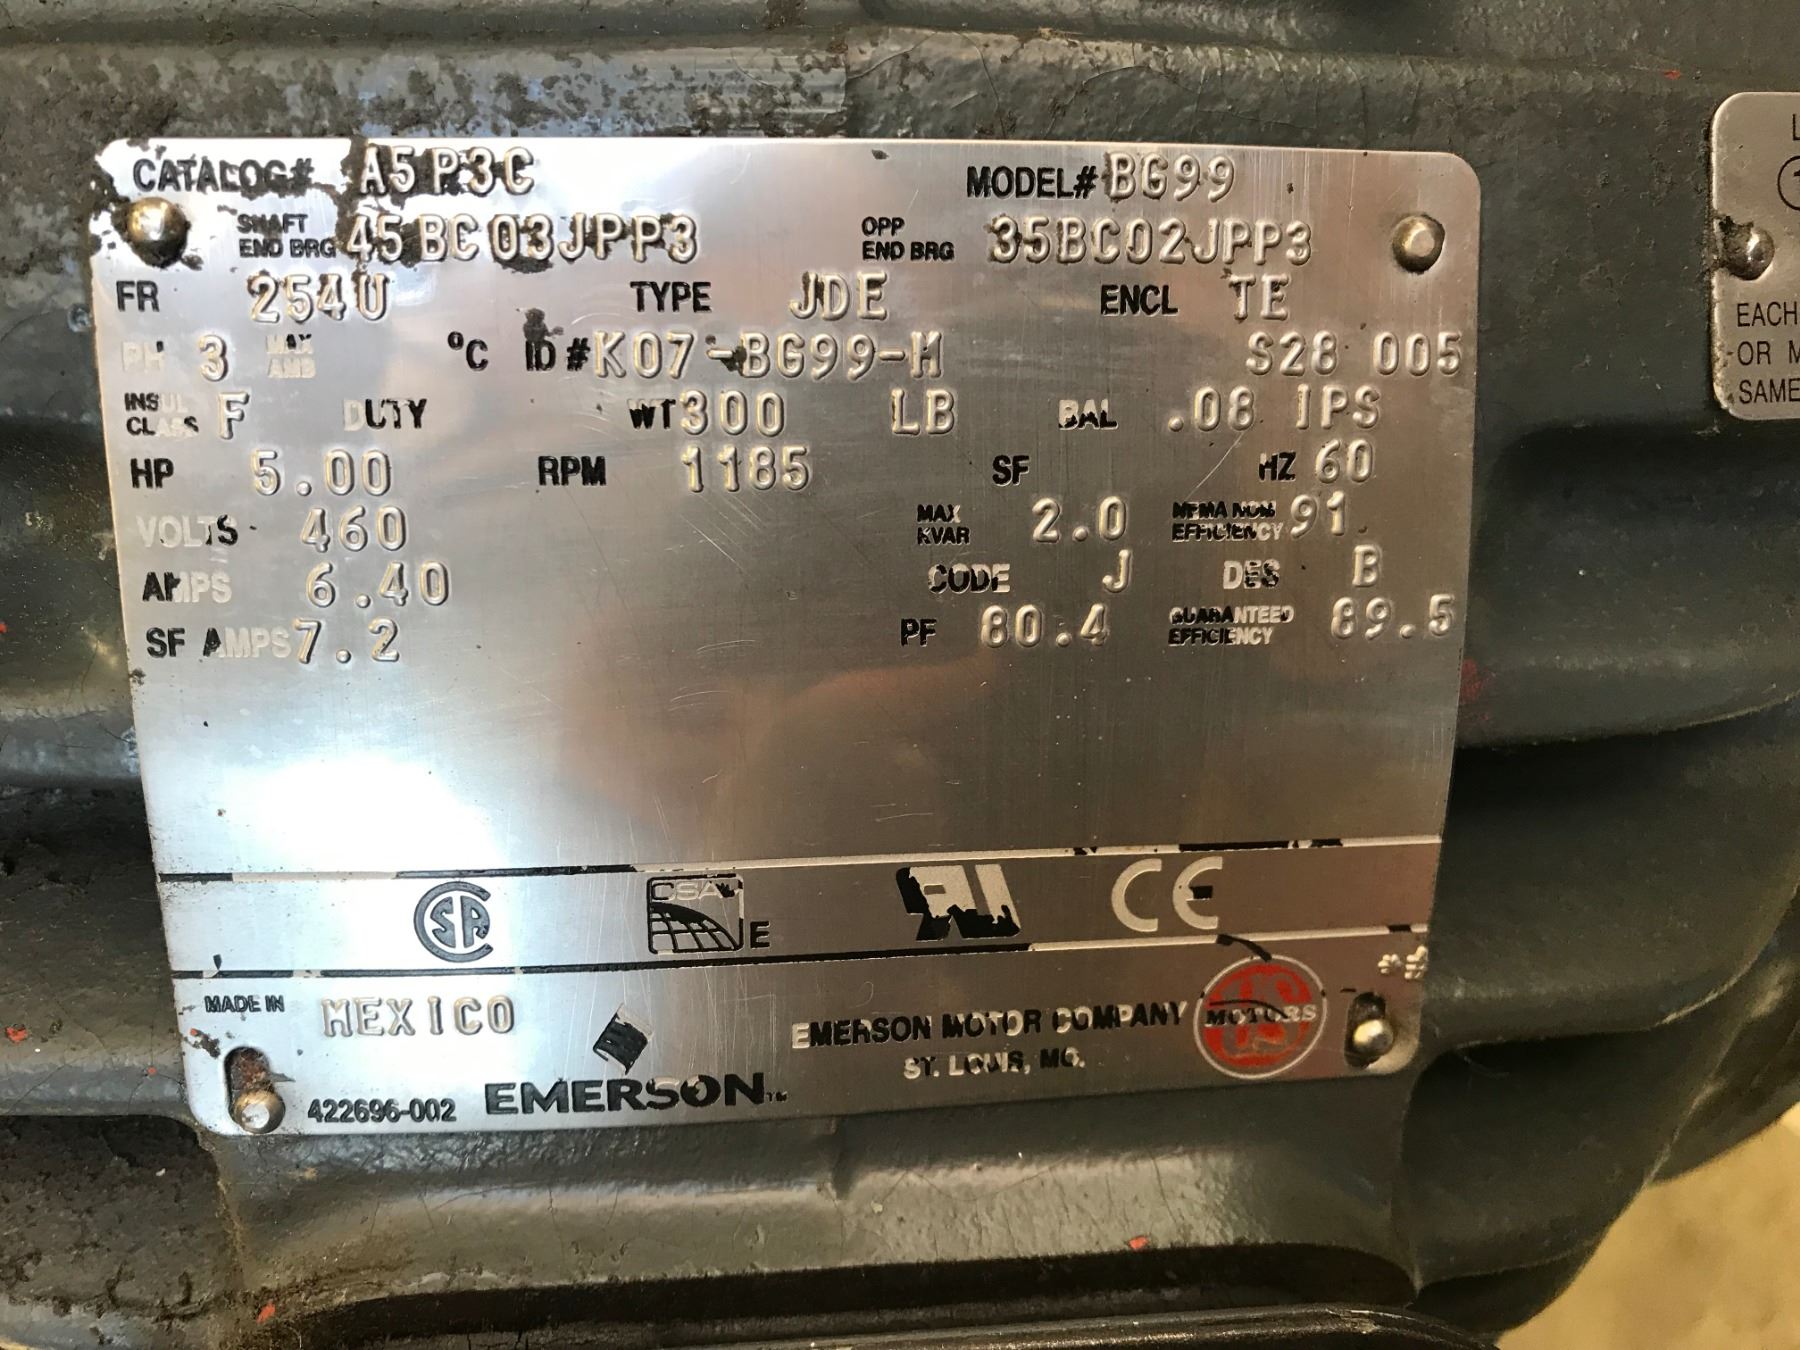 CATALOG# A5P3C MODEL# BG99
SHAFT END BRG 45BC03JPP3 OPP END BRG 35BC02JPP3
FR 254U TYPE JDE ENCL TE
PH 3 MAX AMB °C ID# K07-BG99-M S28 005
INSUL CLASS F DUTY WT 300 LB BAL .08 IPS
HP 5.00 RPM 1185 SF HZ 60
VOLTS 460 MAX KVAR 2.0 NEMA NOM EFFICIENCY 91.
AMPS 6.40 CODE J DES B
SF AMPS 7.2 PF 80.4 GUARANTEED EFFICIENCY 89.5
CSA
E
CE
MADE IN MEXICO
EMERSON MOTOR COMPANY
ST. LOUIS, MO.
US MOTORS
422696-002 EMERSON™
L
1
EACH
OR M
SAME